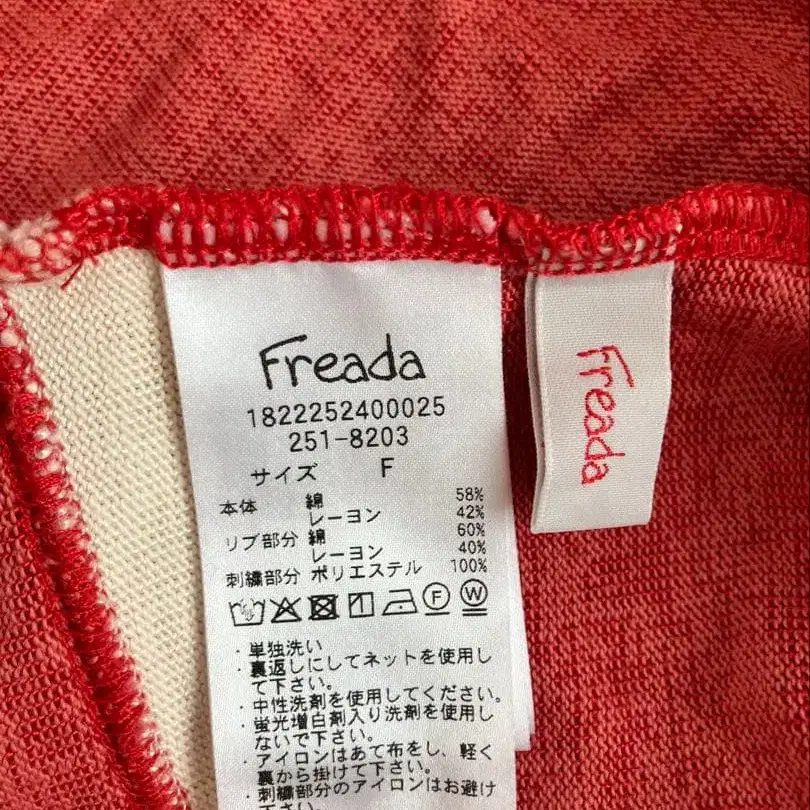 Freada
1822252400025
251-8203
サイズ F
本体 綿 58%
レーヨン 42%
リブ部分 綿 60%
レーヨン 40%
刺繍部分 ポリエステル 100%
F W
・単独洗い
・裏返しにしてネットを使用し
て下さい。
・中性洗剤を使用してください。
・蛍光増白剤入り洗剤を使用し
ないで下さい。
・アイロンはあて布をし、軽く
裏から掛けて下さい。
・刺繍部分のアイロンはお避け
下さい。
Freada